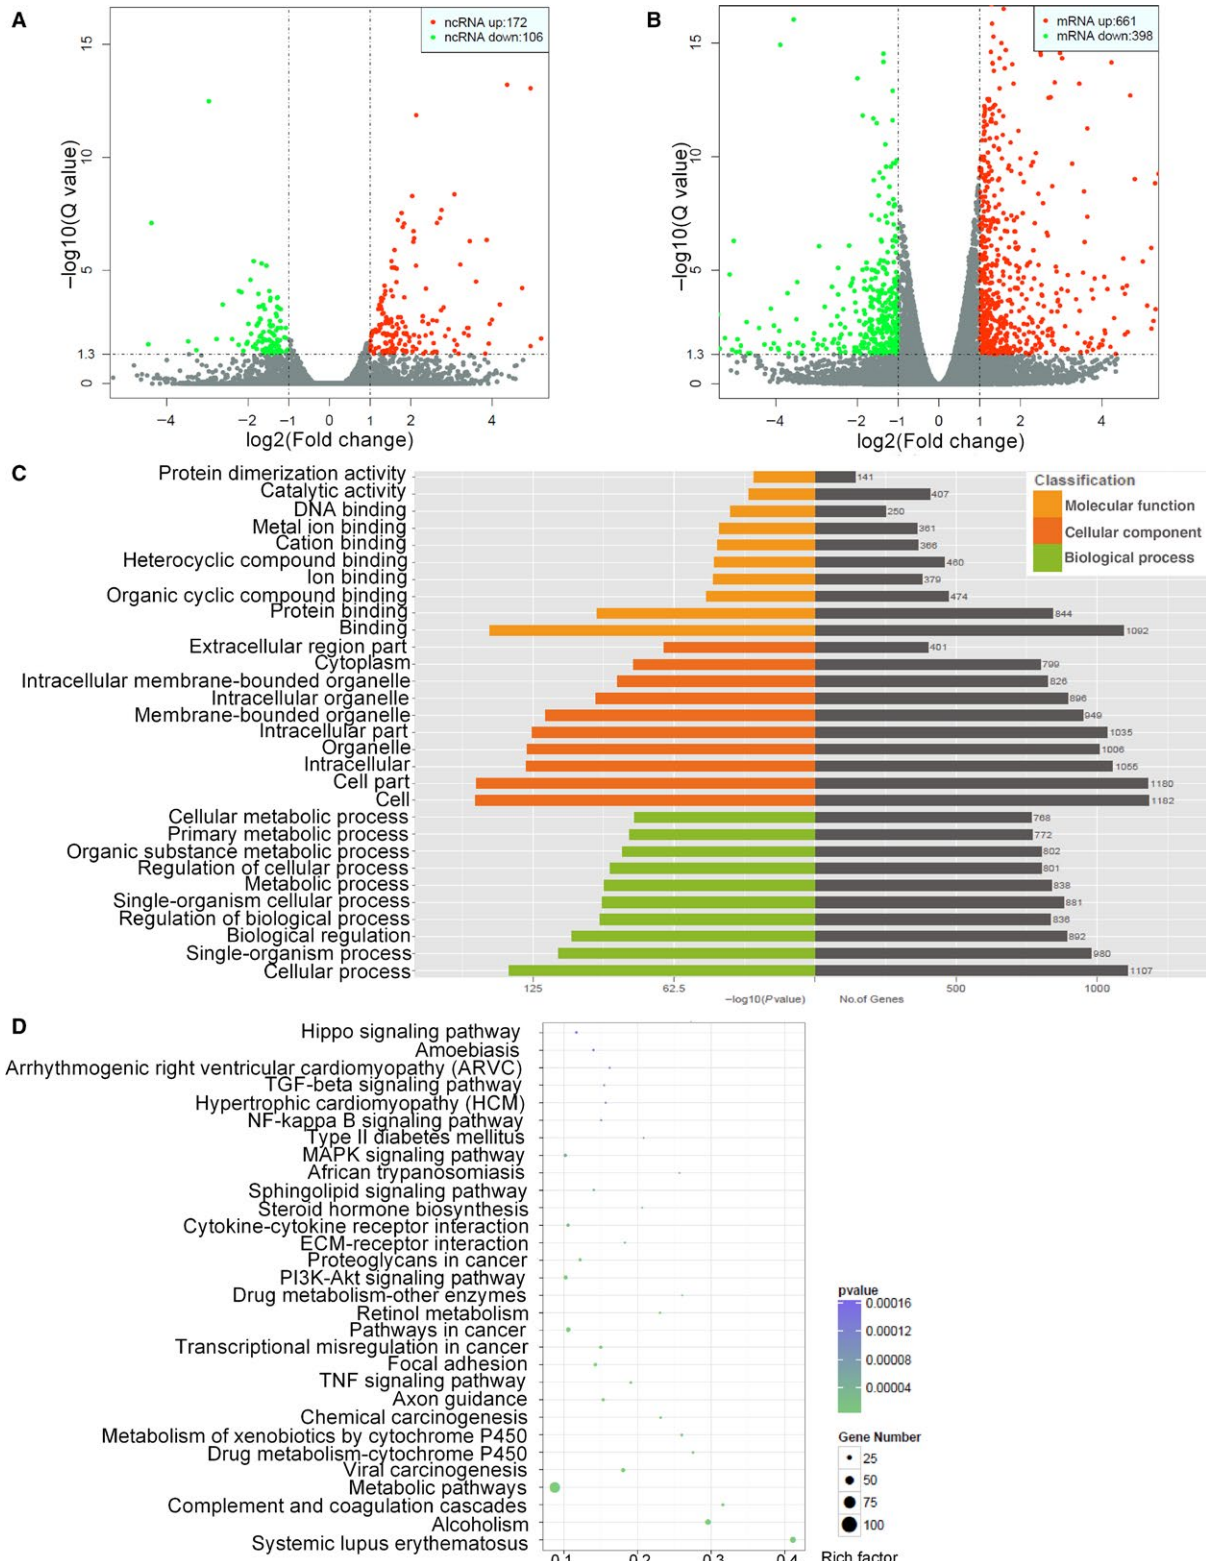 A
ncRNA up:172
ncRNA down:106
15
10
5
1.3
0
−log10(Q value)
−4
−2
−1
0
1
2
4
log2(Fold change)
B
mRNA up:661
mRNA down:398
15
10
5
1.3
0
−log10(Q value)
−4
−2
−1
0
1
2
4
log2(Fold change)
C
Classification
Molecular function
Cellular component
Biological process
Protein dimerization activity 141
Catalytic activity 407
DNA binding 250
Metal ion binding 361
Cation binding 366
Heterocyclic compound binding 460
Ion binding 379
Organic cyclic compound binding 474
Protein binding 844
Binding 1092
Extracellular region part 401
Cytoplasm 799
Intracellular membrane-bounded organelle 826
Intracellular organelle 896
Membrane-bounded organelle 949
Intracellular part 1035
Organelle 1006
Intracellular 1055
Cell part 1180
Cell 1182
Cellular metabolic process 768
Primary metabolic process 772
Organic substance metabolic process 802
Regulation of cellular process 801
Metabolic process 838
Single-organism cellular process 881
Regulation of biological process 836
Biological regulation 892
Single-organism process 980
Cellular process 1107
125 62.5 500 1000
−log10(Pvalue) No.of Genes
D
Hippo signaling pathway
Amoebiasis
Arrhythmogenic right ventricular cardiomyopathy (ARVC)
TGF-beta signaling pathway
Hypertrophic cardiomyopathy (HCM)
NF-kappa B signaling pathway
Type II diabetes mellitus
MAPK signaling pathway
African trypanosomiasis
Sphingolipid signaling pathway
Steroid hormone biosynthesis
Cytokine-cytokine receptor interaction
ECM-receptor interaction
Proteoglycans in cancer
PI3K-Akt signaling pathway
Drug metabolism-other enzymes
Retinol metabolism
Pathways in cancer
Transcriptional misregulation in cancer
Focal adhesion
TNF signaling pathway
Axon guidance
Chemical carcinogenesis
Metabolism of xenobiotics by cytochrome P450
Drug metabolism-cytochrome P450
Viral carcinogenesis
Metabolic pathways
Complement and coagulation cascades
Alcoholism
Systemic lupus erythematosus
0.1 0.2 0.3 0.4
Rich factor
pvalue
0.00016
0.00012
0.00008
0.00004
Gene Number
25
50
75
100